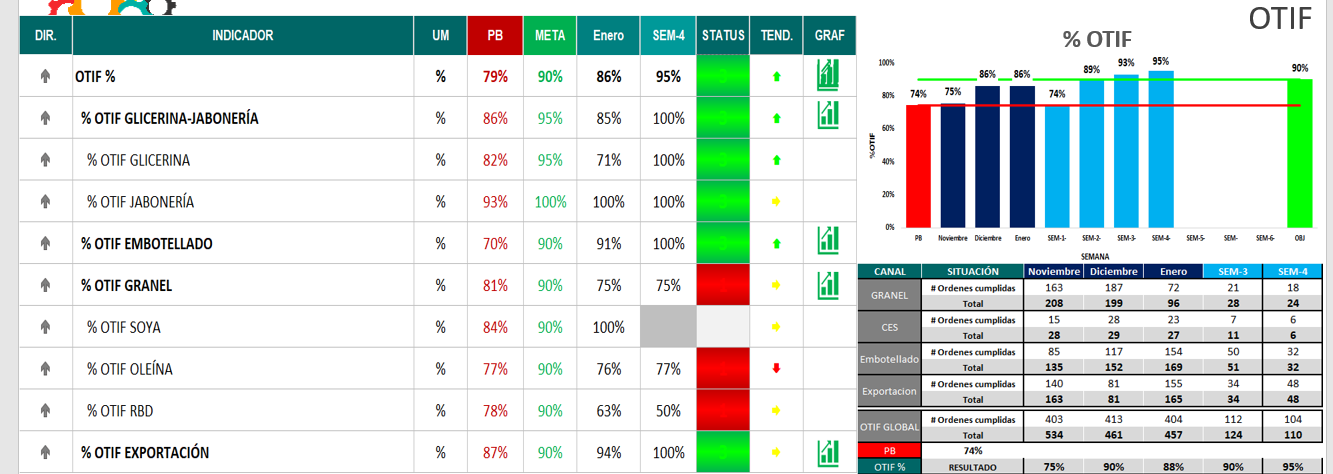 OTIF
DIR. INDICADOR UM PB META Enero SEM-4 STATUS TEND. GRAF
OTIF % % 79% 90% 86% 95%
% OTIF GLICERINA-JABONERÍA % 86% 95% 85% 100%
% OTIF GLICERINA % 82% 95% 71% 100%
% OTIF JABONERÍA % 93% 100% 100% 100%
% OTIF EMBOTELLADO % 70% 90% 91% 100%
% OTIF GRANEL % 81% 90% 75% 75%
% OTIF SOYA % 84% 90% 100%
% OTIF OLEÍNA % 77% 90% 76% 77%
% OTIF RBD % 78% 90% 63% 50%
% OTIF EXPORTACIÓN % 87% 90% 94% 100%
% OTIF
%OTIF
100%
80%
60%
40%
20%
0%
74% 75% 86% 86% 74% 89% 93% 95% 90%
PB Noviembre Diciembre Enero SEM-1- SEM-2- SEM-3- SEM-4- SEM-5- SEM- SEM-6- OBJ
SEMANA
CANAL SITUACIÓN Noviembre Diciembre Enero SEM-3 SEM-4
GRANEL
# Ordenes cumplidas 163 187 72 21 18
Total 208 199 96 28 24
CES
# Ordenes cumplidas 15 28 23 7 6
Total 28 29 27 11 6
Embotellado
# Ordenes cumplidas 85 117 154 50 32
Total 135 152 169 51 32
Exportacion
# Ordenes cumplidas 140 81 155 34 48
Total 163 81 165 34 48
OTIF GLOBAL
# Ordenes cumplidas 403 413 404 112 104
Total 534 461 457 124 110
PB 74%
OTIF % RESULTADO 75% 90% 88% 90% 95%